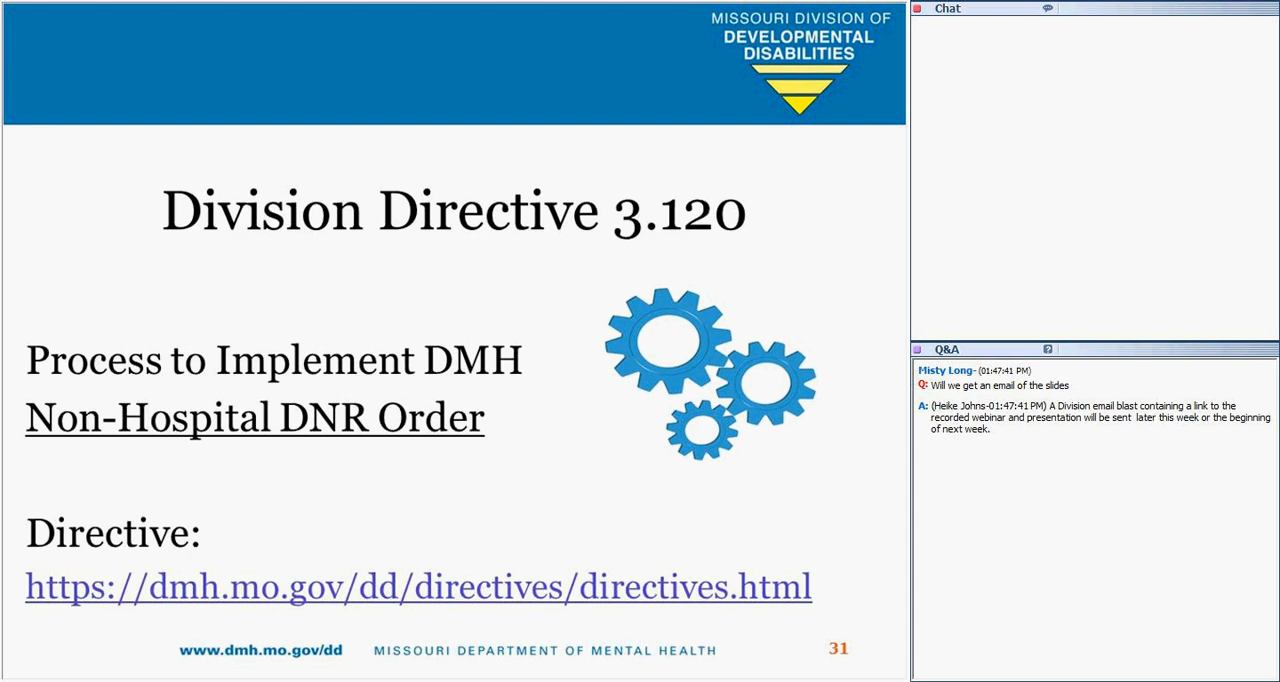 MISSOURI DIVISION OF
DEVELOPMENTAL
DISABILITIES
Division Directive 3.120
Process to Implement DMH
Non-Hospital DNR Order
Directive:
https://dmh.mo.gov/dd/directives/directives.html
www.dmh.mo.gov/dd MISSOURI DEPARTMENT OF MENTAL HEALTH 31
Chat
Q&A
Misty Long- (01:47:41 PM)
Q: Will we get an email of the slides
A: (Heike Johns-01:47:41 PM) A Division email blast containing a link to the
recorded webinar and presentation will be sent later this week or the beginning
of next week.